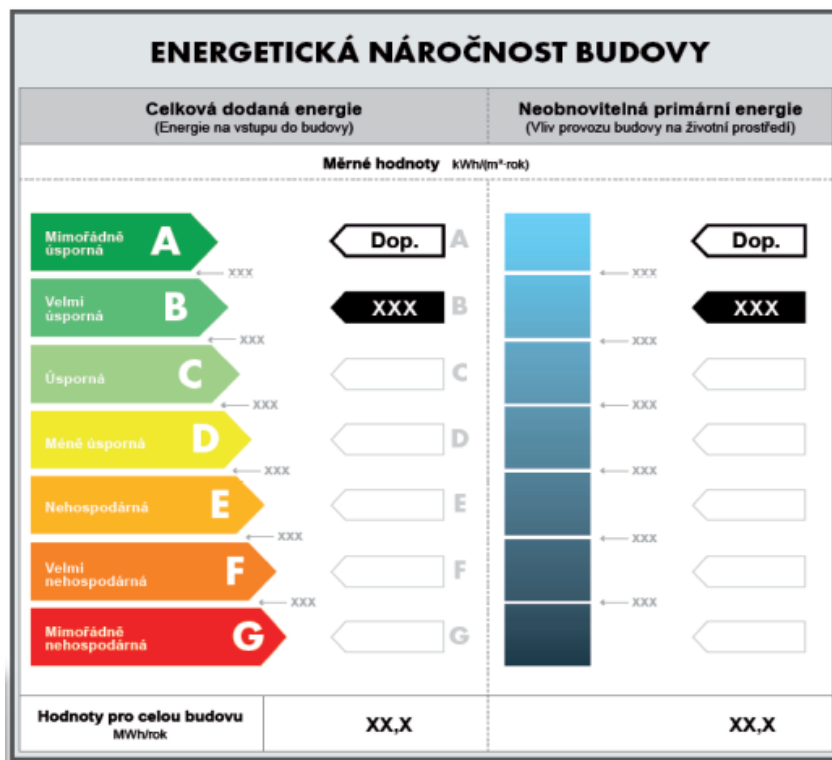 ENERGETICKÁ NÁROČNOST BUDOVY
Celková dodaná energie
(Energie na vstupu do budovy)
Neobnovitelná primární energie
(Vliv provozu budovy na životní prostředí)
Měrné hodnoty kWh/(m²·rok)
Mimořádně úsporná A
Dop. A
Dop.
XXX
XXX
Velmi úsporná B
XXX B
XXX
XXX
XXX
Úsporná C
C
XXX
XXX
Méně úsporná D
D
XXX
XXX
Nehospodárná E
E
XXX
XXX
Velmi nehospodárná F
F
XXX
XXX
Mimořádně nehospodárná G
G
Hodnoty pro celou budovu
MWh/rok
XX,X
XX,X